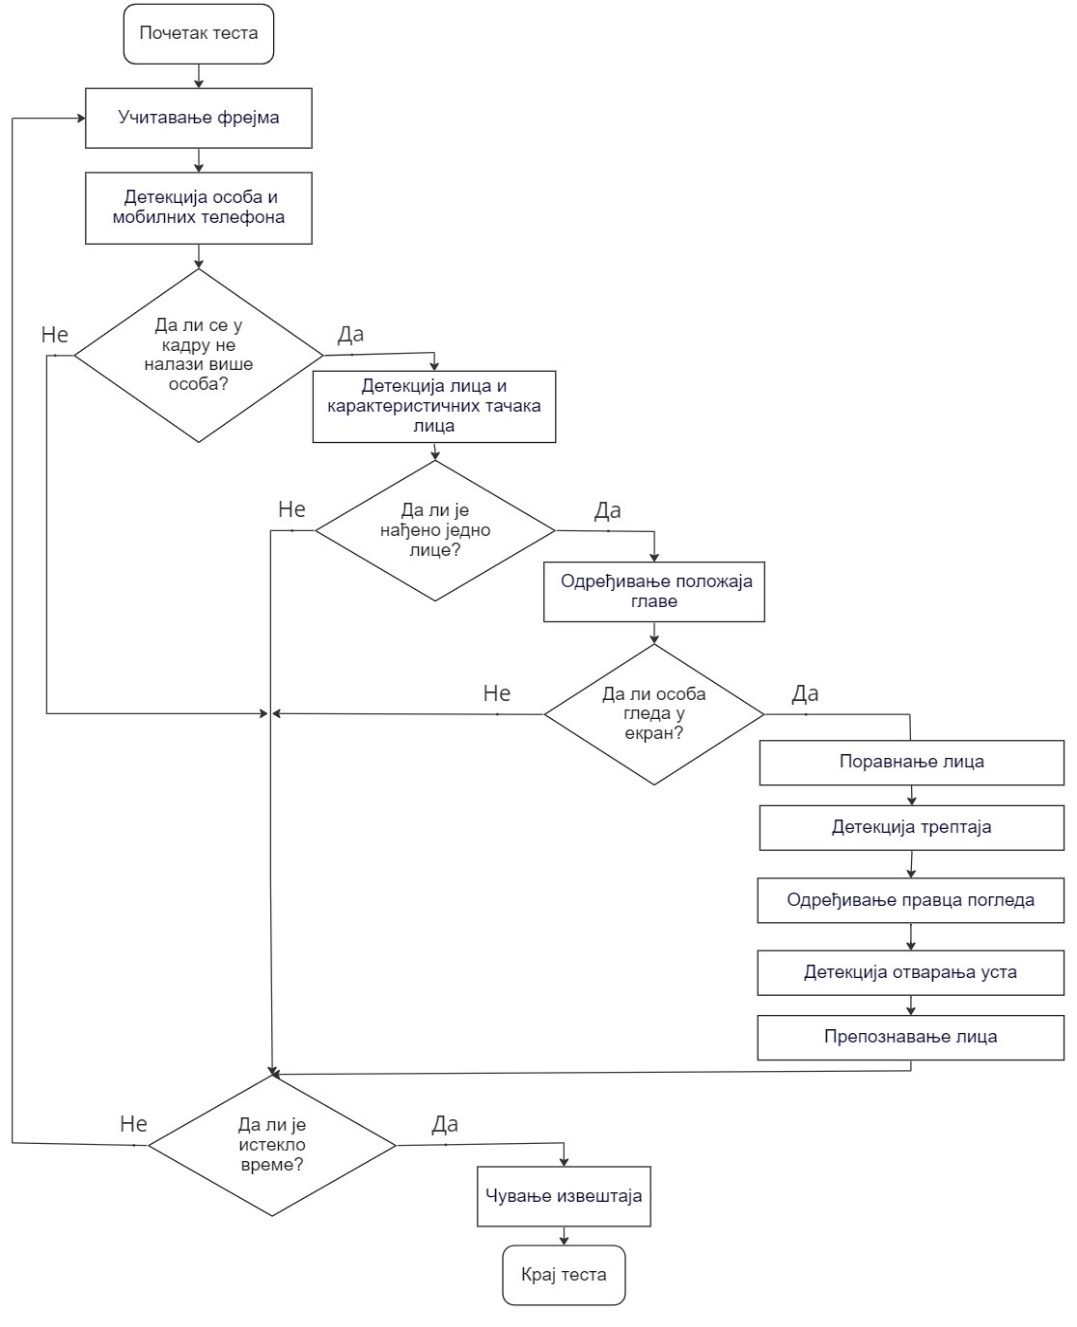 Почетак теста
Учитавање фрејма
Детекција особа и
мобилних телефона
Да ли се у
кадру не
налази више
особа?
Не
Да
Детекција лица и
карактеристичних тачака
лица
Да ли је
нађено једно
лице?
Не
Да
Одређивање положаја
главе
Да ли особа
гледа у
екран?
Не
Да
Поравнање лица
Детекција трептаја
Одређивање правца погледа
Детекција отварања уста
Препознавање лица
Да ли је
истекло
време?
Не
Да
Чување извештаја
Крај теста